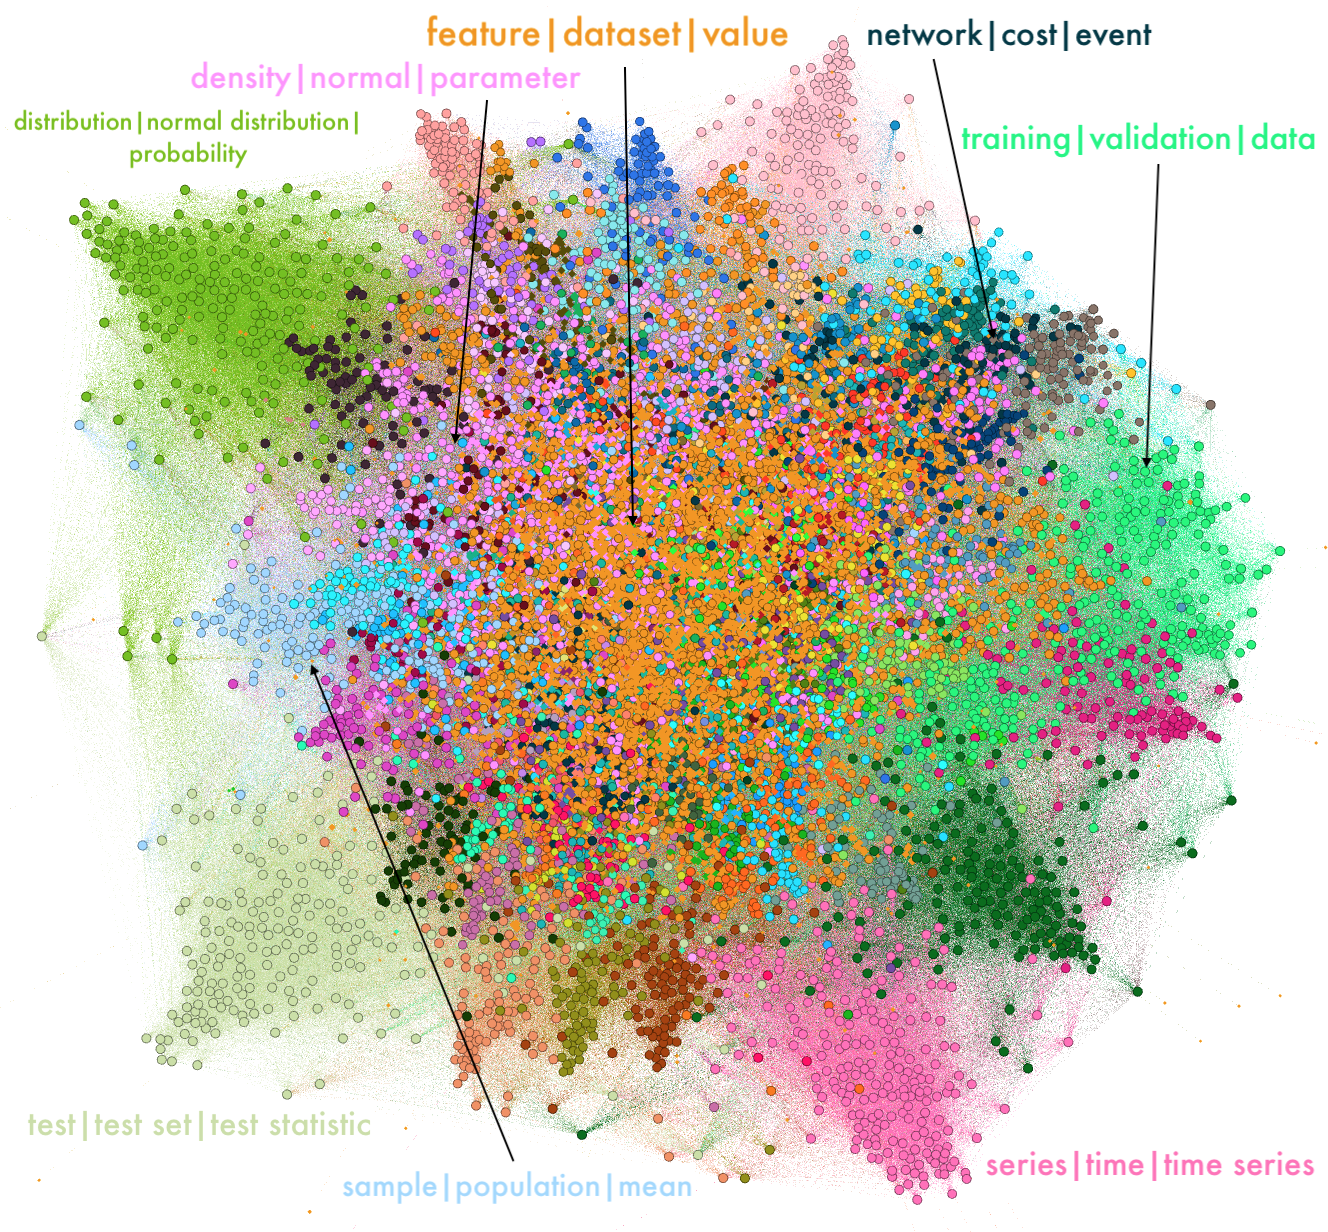 feature|dataset|value
network|cost|event
density|normal|parameter
distribution|normal distribution|
probability
training|validation|data
test|test set|test statistic
sample|population|mean
series|time|time series